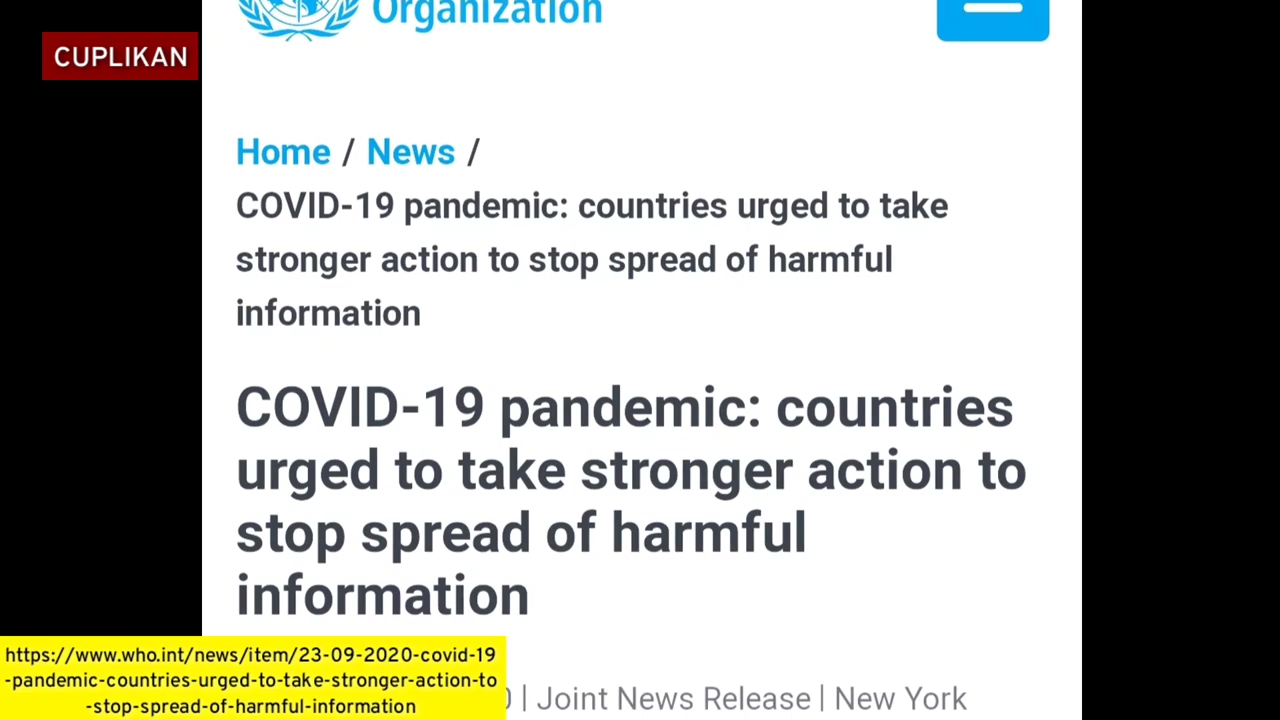 Organization
CUPLIKAN
Home / News /
COVID-19 pandemic: countries urged to take
stronger action to stop spread of harmful
information
COVID-19 pandemic: countries
urged to take stronger action to
stop spread of harmful
information
https://www.who.int/news/item/23-09-2020-covid-19
-pandemic-countries-urged-to-take-stronger-action-to
-stop-spread-of-harmful-information
| Joint News Release | New York